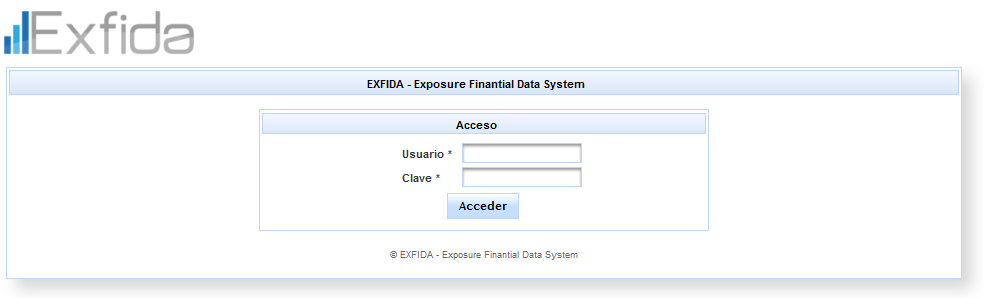 Exfida
EXFIDA - Exposure Finantial Data System
Acceso
Usuario *
Clave *
Acceder
© EXFIDA - Exposure Finantial Data System